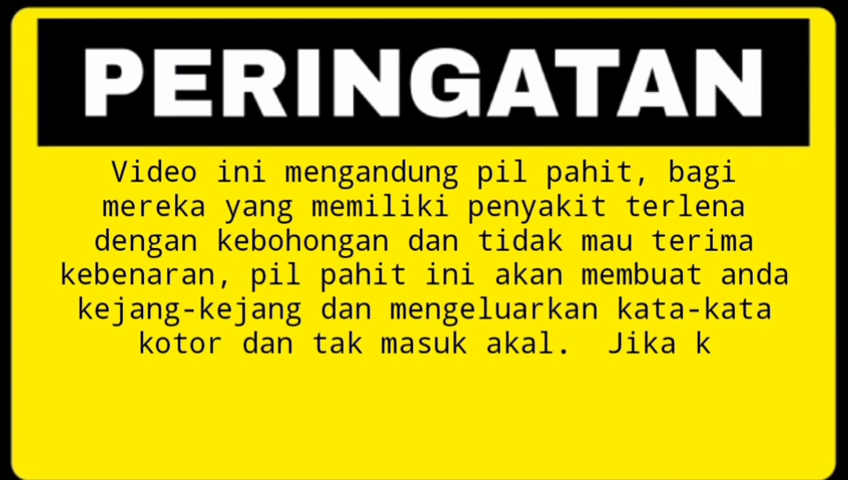 PERINGATAN
Video ini mengandung pil pahit, bagi
mereka yang memiliki penyakit terlena
dengan kebohongan dan tidak mau terima
kebenaran, pil pahit ini akan membuat anda
kejang-kejang dan mengeluarkan kata-kata
kotor dan tak masuk akal.  Jika k